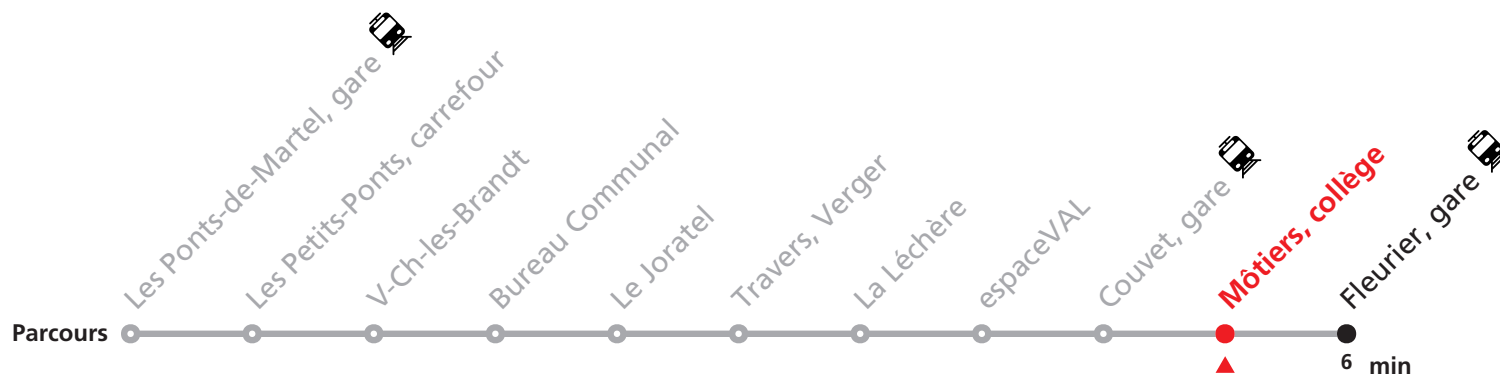 Les Ponts-de-Martel, gare
Les Petits-Ponts, carrefour
V-Ch-les-Brandt
Bureau Communal
Le Joratel
Travers, Verger
La Léchère
espaceVAL
Couvet, gare
Môtiers, collège
Fleurier, gare
Parcours
6 min